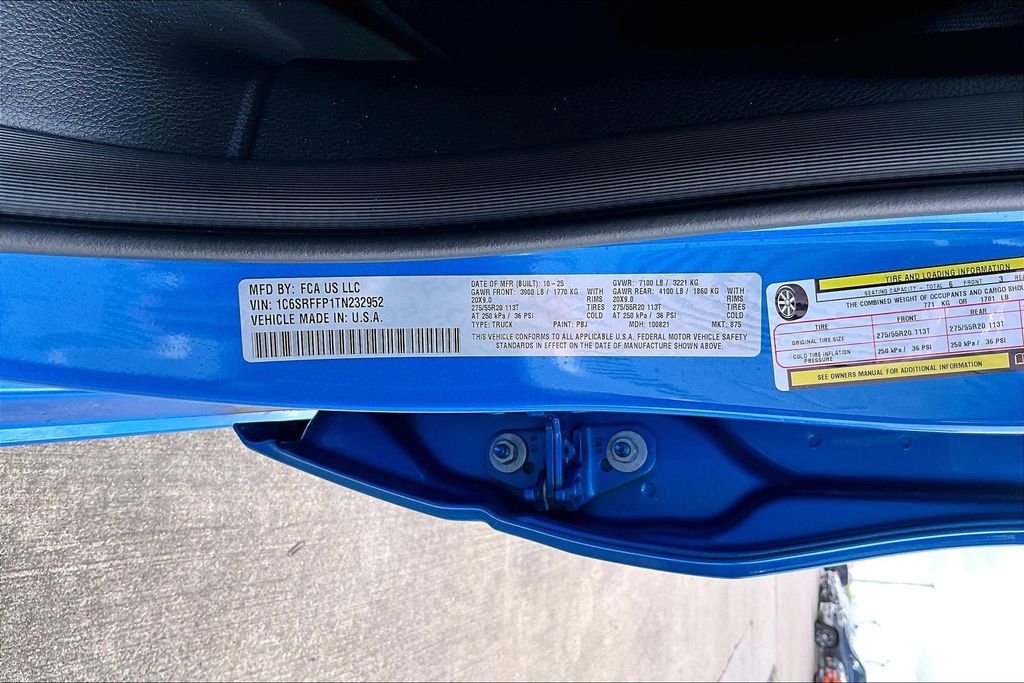 MFD BY: FCA US LLC
VIN: 1C6SRFFP1TN232952
VEHICLE MADE IN: U.S.A.
DATE OF MFR (BUILT): 10-25 GVWR: 7100 LB / 3221 KG
GAWR FRONT: 3900 LB / 1770 KG WITH GAWR REAR: 4100 LB / 1860 KG WITH
20X9.0 RIMS 20X9.0 RIMS
275/55R20 113T TIRES 275/55R20 113T TIRES
AT 250 kPa / 36 PSI COLD AT 250 kPa / 36 PSI COLD
TYPE: TRUCK PAINT: PBJ MDH: 100821 MKT: 875
THIS VEHICLE CONFORMS TO ALL APPLICABLE U.S.A. FEDERAL MOTOR VEHICLE SAFETY
STANDARDS IN EFFECT ON THE DATE OF MANUFACTURE SHOWN ABOVE.
TIRE AND LOADING INFORMATION
SEATING CAPACITY - TOTAL 6 FRONT 3 REAR
THE COMBINED WEIGHT OF OCCUPANTS AND CARGO SHOULD
771 KG OR 1701 LB
TIRE FRONT REAR
ORIGINAL TIRE SIZE 275/55R20 113T 275/55R20 113T
COLD TIRE INFLATION PRESSURE 250 kPa / 36 PSI 250 kPa / 36 PSI
SEE OWNERS MANUAL FOR ADDITIONAL INFORMATION